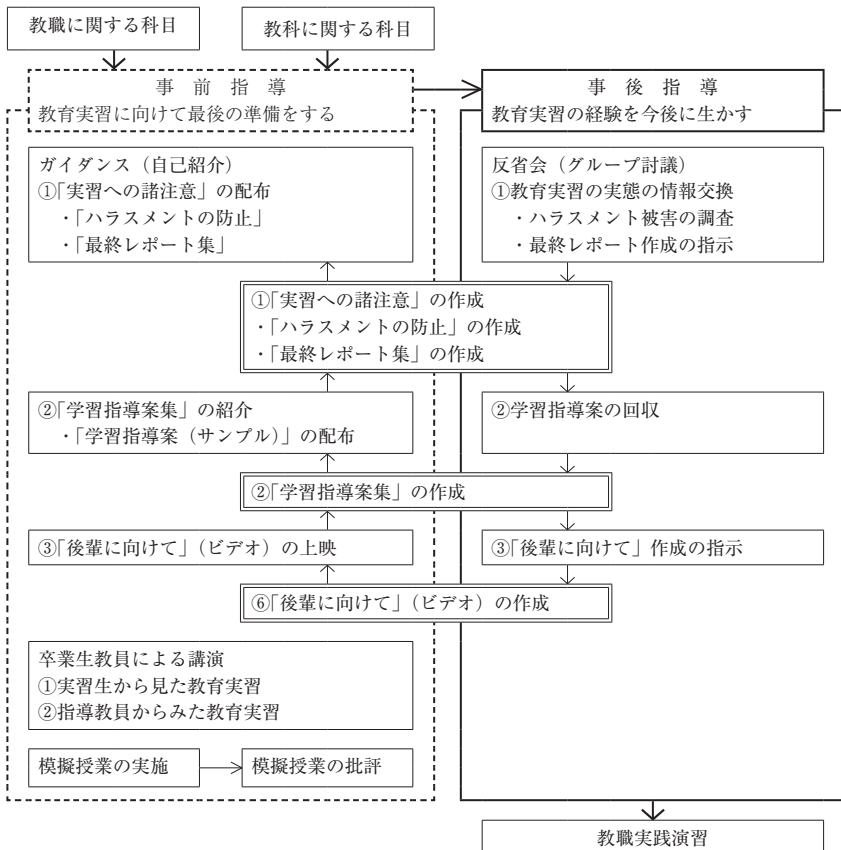 教職に関する科目
教科に関する科目
事 前 指 導
教育実習に向けて最後の準備をする
事 後 指 導
教育実習の経験を今後に生かす
ガイダンス（自己紹介）
①「実習への諸注意」の配布
・「ハラスメントの防止」
・「最終レポート集」
反省会（グループ討議）
①教育実習の実態の情報交換
・ハラスメント被害の調査
・最終レポート作成の指示
①「実習への諸注意」の作成
・「ハラスメントの防止」の作成
・「最終レポート集」の作成
②「学習指導案集」の紹介
・「学習指導案（サンプル）」の配布
②学習指導案の回収
②「学習指導案集」の作成
③「後輩に向けて」（ビデオ）の上映
③「後輩に向けて」作成の指示
⑥「後輩に向けて」（ビデオ）の作成
卒業生教員による講演
①実習生から見た教育実習
②指導教員からみた教育実習
模擬授業の実施
模擬授業の批評
教職実践演習